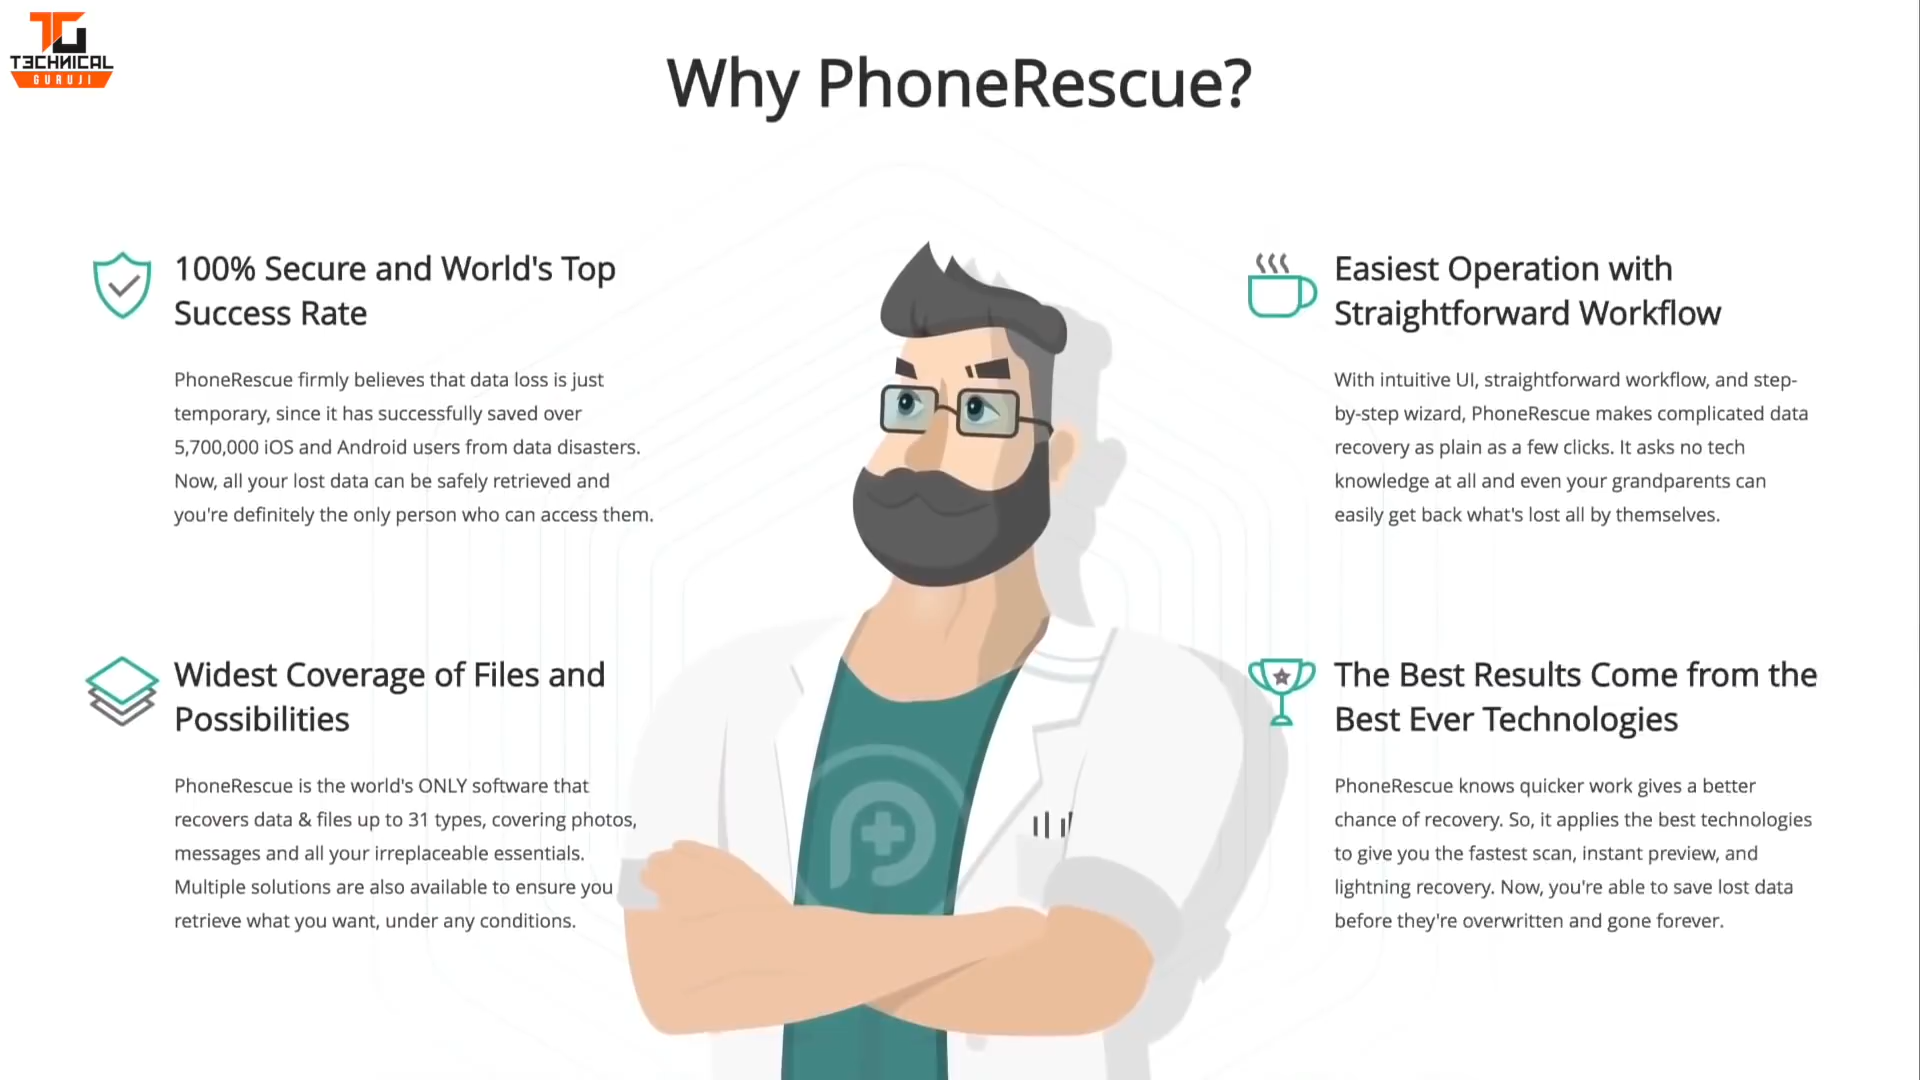 TECHNICAL
GURUJI
Why PhoneRescue?
100% Secure and World's Top
Success Rate
PhoneRescue firmly believes that data loss is just
temporary, since it has successfully saved over
5,700,000 iOS and Android users from data disasters.
Now, all your lost data can be safely retrieved and
you're definitely the only person who can access them.
Easiest Operation with
Straightforward Workflow
With intuitive UI, straightforward workflow, and step-
by-step wizard, PhoneRescue makes complicated data
recovery as plain as a few clicks. It asks no tech
knowledge at all and even your grandparents can
easily get back what's lost all by themselves.
Widest Coverage of Files and
Possibilities
PhoneRescue is the world's ONLY software that
recovers data & files up to 31 types, covering photos,
messages and all your irreplaceable essentials.
Multiple solutions are also available to ensure you
retrieve what you want, under any conditions.
The Best Results Come from the
Best Ever Technologies
PhoneRescue knows quicker work gives a better
chance of recovery. So, it applies the best technologies
to give you the fastest scan, instant preview, and
lightning recovery. Now, you're able to save lost data
before they're overwritten and gone forever.